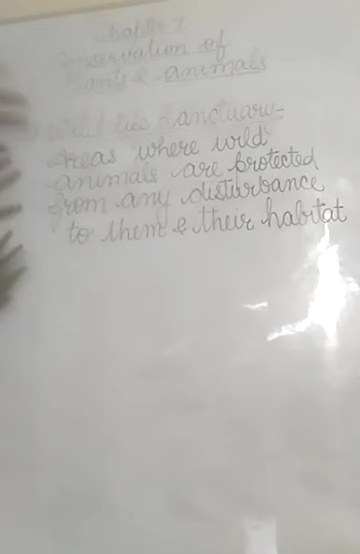 Chapter 7
Conservation of
Plants & animals
Wild life Sanctuary:-
Areas where wild
animals are protected
from any disturbance
to them & their habitat